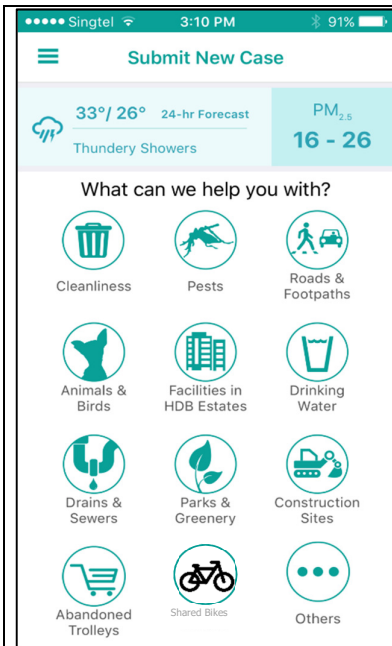 Singtel 3:10 PM 91%
Submit New Case
33°/ 26° 24-hr Forecast
Thundery Showers
PM2.5
16 - 26
What can we help you with?
Cleanliness
Pests
Roads &
Footpaths
Animals &
Birds
Facilities in
HDB Estates
Drinking
Water
Drains &
Sewers
Parks &
Greenery
Construction
Sites
Abandoned
Trolleys
Shared Bikes
Others